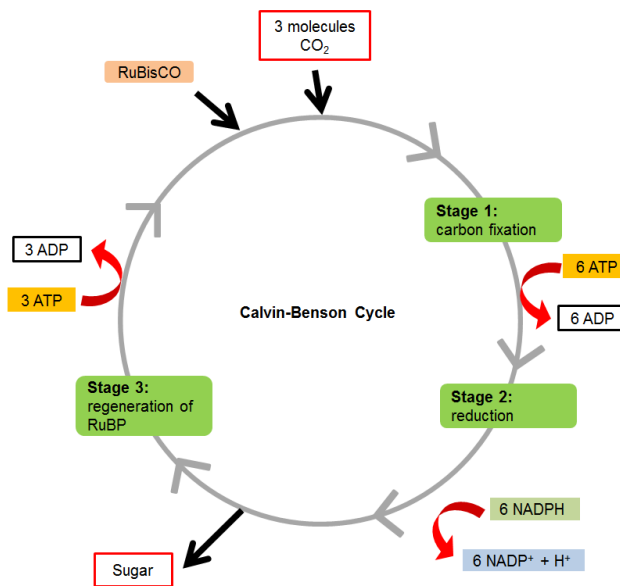 3 molecules
CO₂
RuBisCO
Stage 1:
carbon fixation
3 ADP
6 ATP
3 ATP
Calvin-Benson Cycle
6 ADP
Stage 3:
regeneration of
RuBP
Stage 2:
reduction
6 NADPH
6 NADP⁺ + H⁺
Sugar